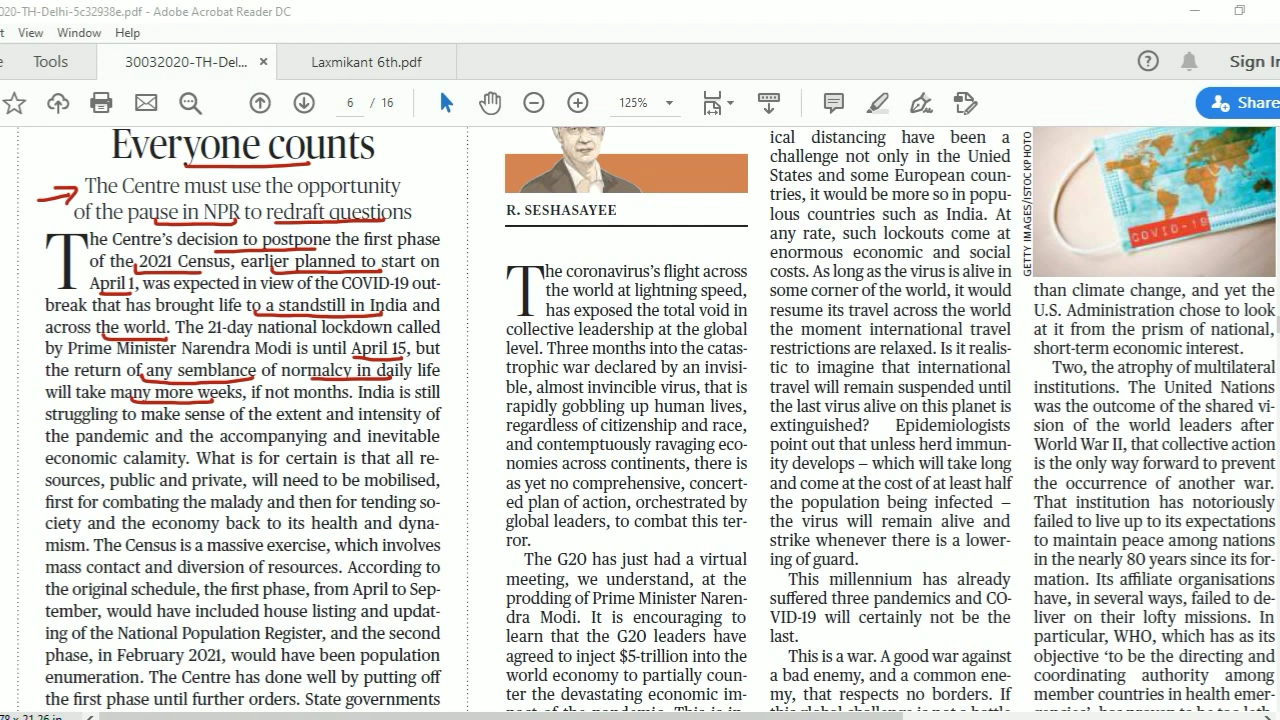 020-TH-Delhi-5c32938e.pdf - Adobe Acrobat Reader DC
t View Window Help
e Tools 30032020-TH-Del... × Laxmikant 6th.pdf Sign In
6 / 16 125% Share
Everyone counts
The Centre must use the opportunity
of the pause in NPR to redraft questions
The Centre's decision to postpone the first phase
of the 2021 Census, earlier planned to start on
April 1, was expected in view of the COVID-19 out-
break that has brought life to a standstill in India and
across the world. The 21-day national lockdown called
by Prime Minister Narendra Modi is until April 15, but
the return of any semblance of normalcy in daily life
will take many more weeks, if not months. India is still
struggling to make sense of the extent and intensity of
the pandemic and the accompanying and inevitable
economic calamity. What is for certain is that all re-
sources, public and private, will need to be mobilised,
first for combating the malady and then for tending so-
ciety and the economy back to its health and dyna-
mism. The Census is a massive exercise, which involves
mass contact and diversion of resources. According to
the original schedule, the first phase, from April to Sep-
tember, would have included house listing and updat-
ing of the National Population Register, and the second
phase, in February 2021, would have been population
enumeration. The Centre has done well by putting off
the first phase until further orders. State governments
R. SESHASAYEE
The coronavirus's flight across
the world at lightning speed,
has exposed the total void in
collective leadership at the global
level. Three months into the catas-
trophic war declared by an invisi-
ble, almost invincible virus, that is
rapidly gobbling up human lives,
regardless of citizenship and race,
and contemptuously ravaging eco-
nomies across continents, there is
as yet no comprehensive, concert-
ed plan of action, orchestrated by
global leaders, to combat this ter-
ror.
The G20 has just had a virtual
meeting, we understand, at the
prodding of Prime Minister Naren-
dra Modi. It is encouraging to
learn that the G20 leaders have
agreed to inject $5-trillion into the
world economy to partially coun-
ter the devastating economic im-
ical distancing have been a
challenge not only in the Unied
States and some European coun-
tries, it would be more so in popu-
lous countries such as India. At
any rate, such lockouts come at
enormous economic and social
costs. As long as the virus is alive in
some corner of the world, it would
resume its travel across the world
the moment international travel
restrictions are relaxed. Is it realis-
tic to imagine that international
travel will remain suspended until
the last virus alive on this planet is
extinguished? Epidemiologists
point out that unless herd immun-
ity develops – which will take long
and come at the cost of at least half
the population being infected –
the virus will remain alive and
strike whenever there is a lower-
ing of guard.
This millennium has already
suffered three pandemics and CO-
VID-19 will certainly not be the
last.
This is a war. A good war against
a bad enemy, and a common ene-
my, that respects no borders. If
GETTY IMAGES/ISTOCKPHOTO
COVID-19
than climate change, and yet the
U.S. Administration chose to look
at it from the prism of national,
short-term economic interest.
Two, the atrophy of multilateral
institutions. The United Nations
was the outcome of the shared vi-
sion of the world leaders after
World War II, that collective action
is the only way forward to prevent
the occurrence of another war.
That institution has notoriously
failed to live up to its expectations
to maintain peace among nations
in the nearly 80 years since its for-
mation. Its affiliate organisations
have, in several ways, failed to de-
liver on their lofty missions. In
particular, WHO, which has as its
objective 'to be the directing and
coordinating authority among
member countries in health emer-
78 x 21.26 in